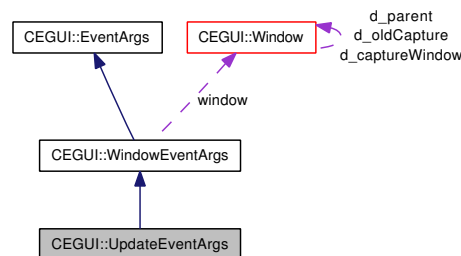 d_parent
CEGUI::EventArgs
CEGUI::Window
d_oldCapture
d_captureWindow
window
CEGUI::WindowEventArgs
CEGUI::UpdateEventArgs